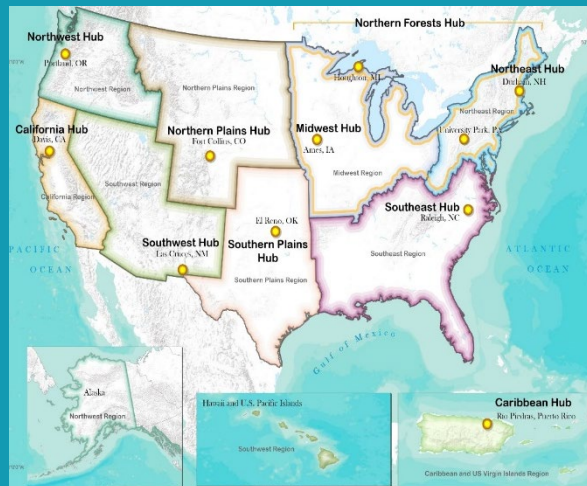 Northern Forests Hub
Northwest Hub
Portland, OR
Northwest Region
Northern Plains Region
Houghton, MI
Northeast Hub
Durham, NH
Northeast Region
California Hub
Davis, CA
California Region
Northern Plains Hub
Fort Collins, CO
Midwest Hub
Ames, IA
Midwest Region
University Park, PA
Southwest Region
Southeast Hub
Raleigh, NC
El Reno, OK
Southern Plains
Hub
Southwest Hub
Las Cruces, NM
Southern Plains Region
Southeast Region
PACIFIC
OCEAN
ATLANTIC
OCEAN
Gulf of Mexico
Alaska
Northwest Region
Hawaii and U.S. Pacific Islands
Southwest Region
Caribbean Hub
Rio Piedras, Puerto Rico
Caribbean and US Virgin Islands Region